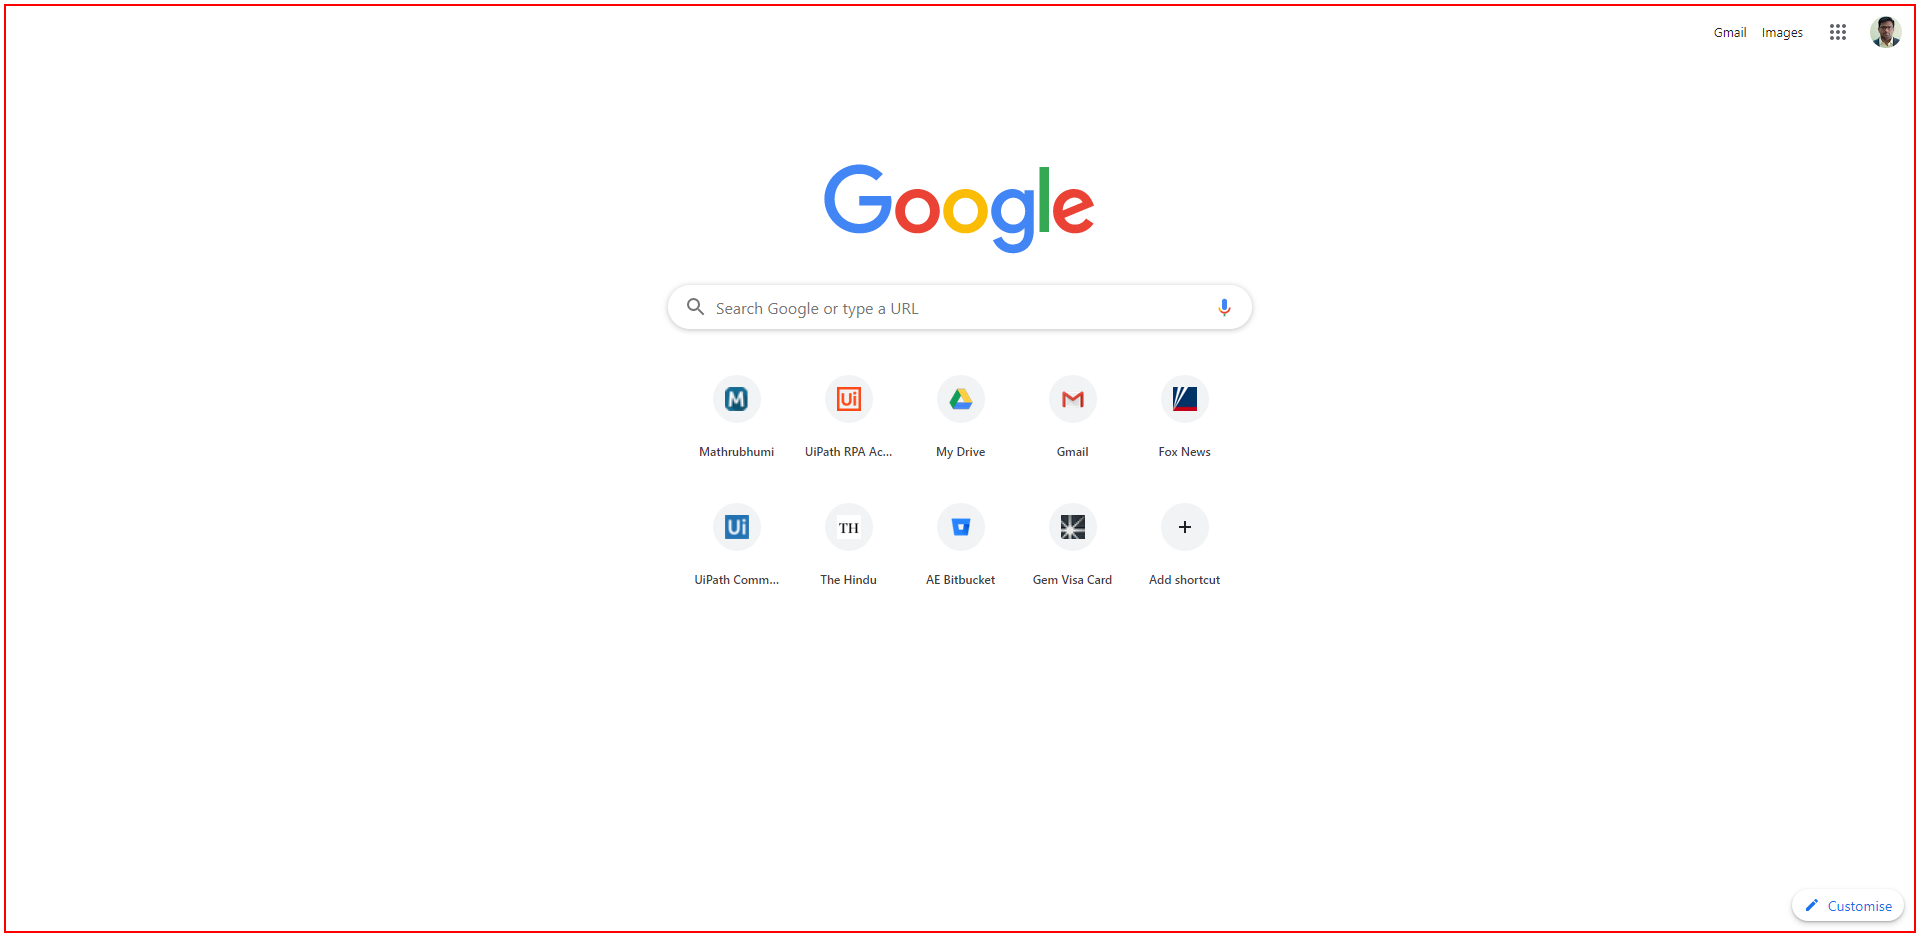 Gmail Images
Google
Search Google or type a URL
M Ui
Mathrubhumi UiPath RPA Ac... My Drive Gmail Fox News
Ui TH
UiPath Comm... The Hindu AE Bitbucket Gem Visa Card Add shortcut
Customise